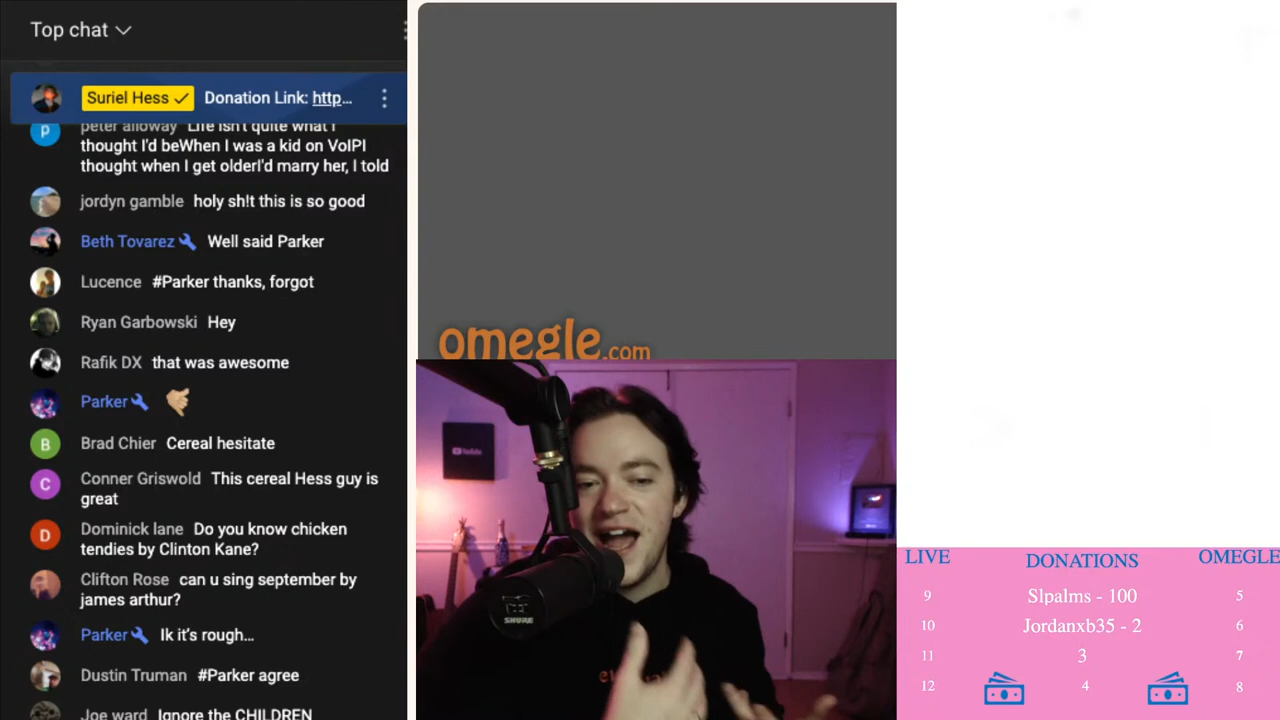 Top chat
Suriel Hess Donation Link: http...
peter alloway Life isn't quite what I
thought I'd beWhen I was a kid on VoIPI
thought when I get olderI'd marry her, I told
jordyn gamble holy sh!t this is so good
Beth Tovarez Well said Parker
Lucence #Parker thanks, forgot
Ryan Garbowski Hey
Rafik DX that was awesome
Parker
Brad Chier Cereal hesitate
Conner Griswold This cereal Hess guy is
great
Dominick lane Do you know chicken
tendies by Clinton Kane?
Clifton Rose can u sing september by
james arthur?
Parker Ik it's rough...
Dustin Truman #Parker agree
Joe ward Ignore the CHILDREN
omegle.com
YouTube
SHURE
LIVE DONATIONS OMEGLE
9 Slpalms - 100 5
10 Jordanxb35 - 2 6
11 3 7
12 4 8